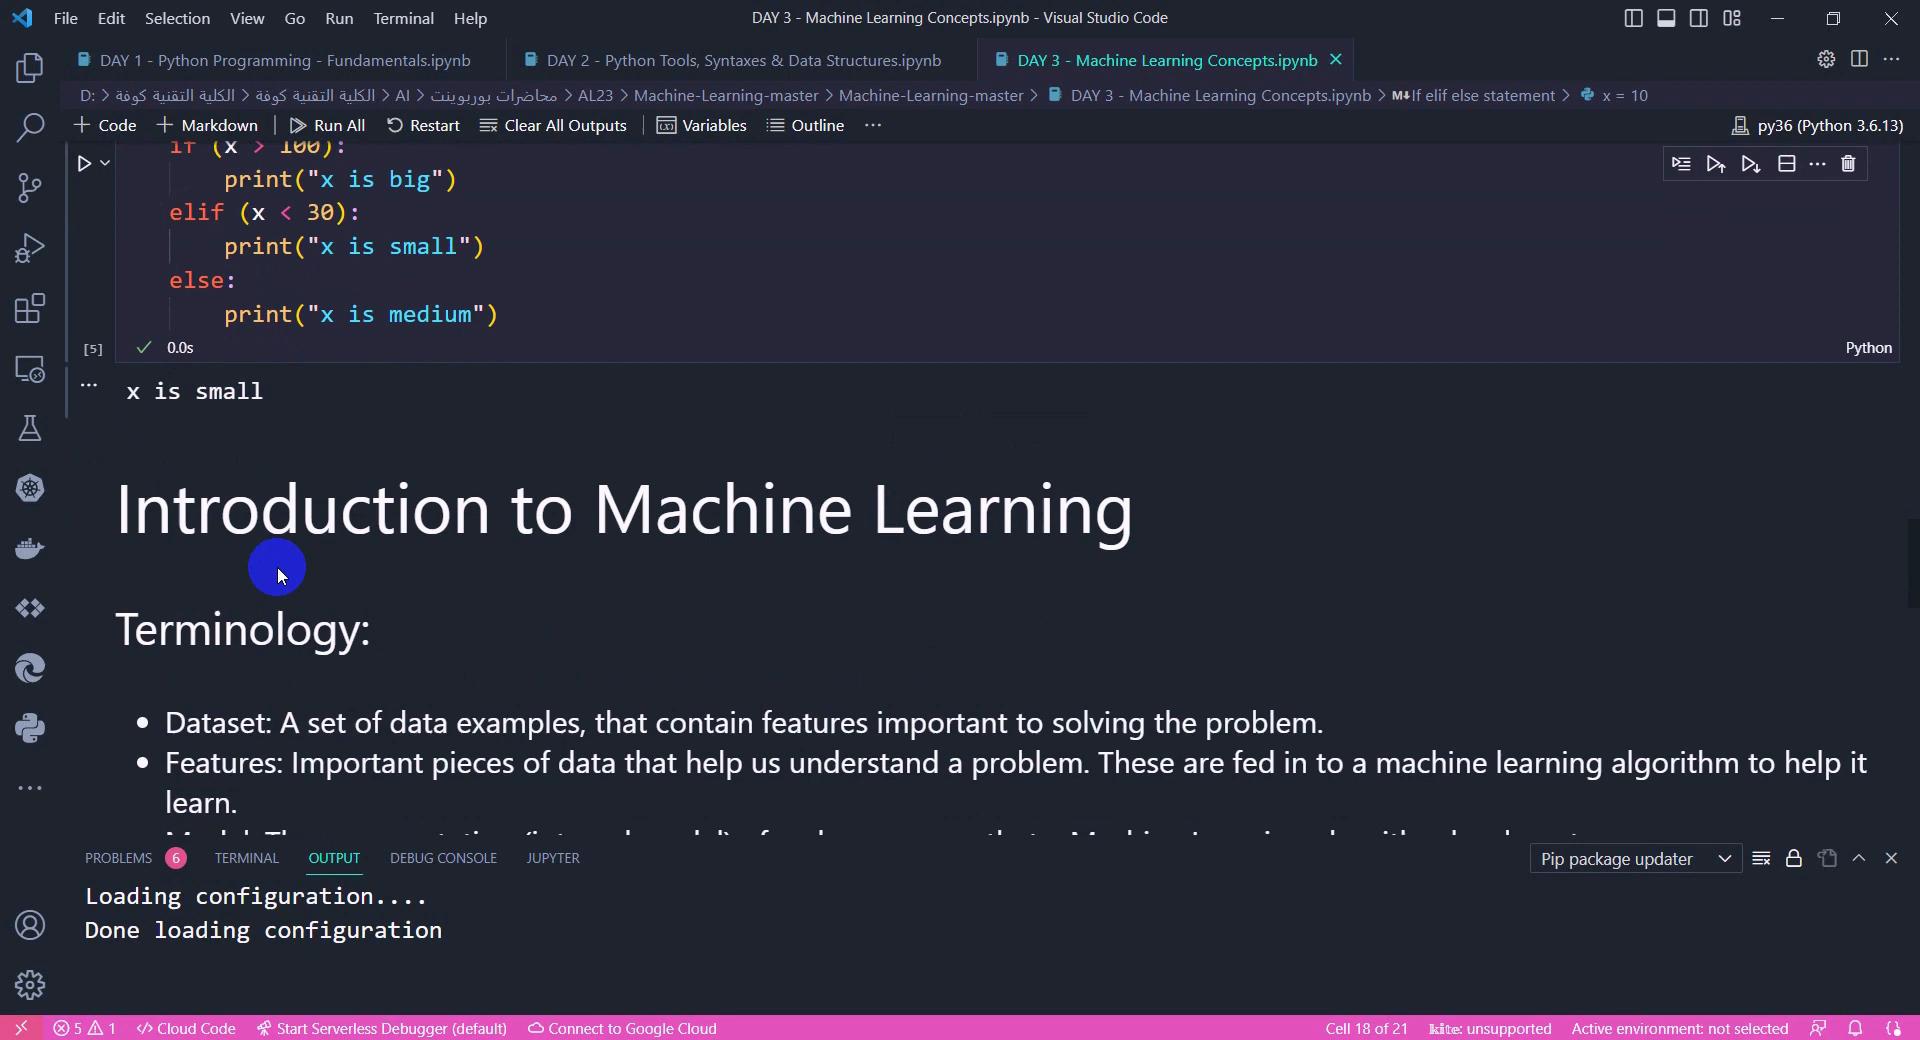 File Edit Selection View Go Run Terminal Help
DAY 3 - Machine Learning Concepts.ipynb - Visual Studio Code
DAY 1 - Python Programming - Fundamentals.ipynb
DAY 2 - Python Tools, Syntaxes & Data Structures.ipynb
DAY 3 - Machine Learning Concepts.ipynb
D: > الكلية التقنية كوفة > الكلية التقنية كوفة > AI > محاضرات بوربوينت > AL23 > Machine-Learning-master > Machine-Learning-master > DAY 3 - Machine Learning Concepts.ipynb > M↓If elif else statement > x = 10
+ Code + Markdown | Run All Restart Clear All Outputs | Variables Outline ···
py36 (Python 3.6.13)
if (x > 100):
print("x is big")
elif (x < 30):
print("x is small")
else:
print("x is medium")
[5] 0.0s
Python
x is small
Introduction to Machine Learning
Terminology:
• Dataset: A set of data examples, that contain features important to solving the problem.
• Features: Important pieces of data that help us understand a problem. These are fed in to a machine learning algorithm to help it
learn.
PROBLEMS 6 TERMINAL OUTPUT DEBUG CONSOLE JUPYTER
Pip package updater
Loading configuration....
Done loading configuration
5 1 Cloud Code Start Serverless Debugger (default) Connect to Google Cloud
Cell 18 of 21 kite: unsupported Active environment: not selected